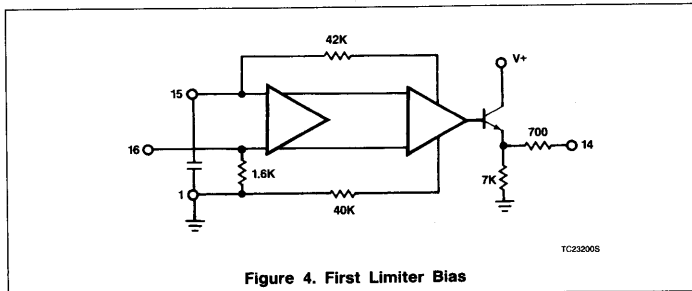 42K
V+
15
16
1.6K
700
14
1
7K
40K
TC23200S
Figure 4. First Limiter Bias